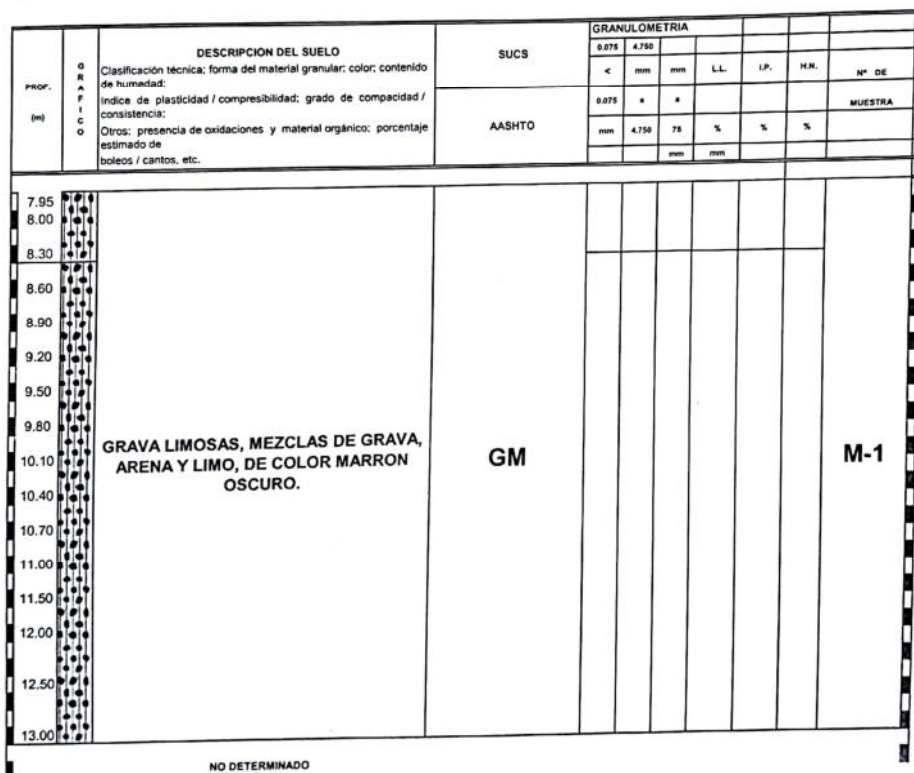 PROF.
(m)
GRAFICO
DESCRIPCION DEL SUELO
Clasificación técnica; forma del material granular; color; contenido
de humedad;
Indice de plasticidad / compresibilidad; grado de compacidad /
consistencia;
Otros: presencia de oxidaciones y material orgánico; porcentaje
estimado de
boleos / cantos, etc.
SUCS
AASHTO
GRANULOMETRIA
0.075 4.750
< mm mm L.L. I.P. H.N.
0.075 a a
mm 4.750 75 % % %
mm mm
Nº DE
MUESTRA
7.95
8.00
8.30
8.60
8.90
9.20
9.50
9.80
10.10
10.40
10.70
11.00
11.50
12.00
12.50
13.00
GRAVA LIMOSAS, MEZCLAS DE GRAVA,
ARENA Y LIMO, DE COLOR MARRON
OSCURO.
GM
M-1
NO DETERMINADO